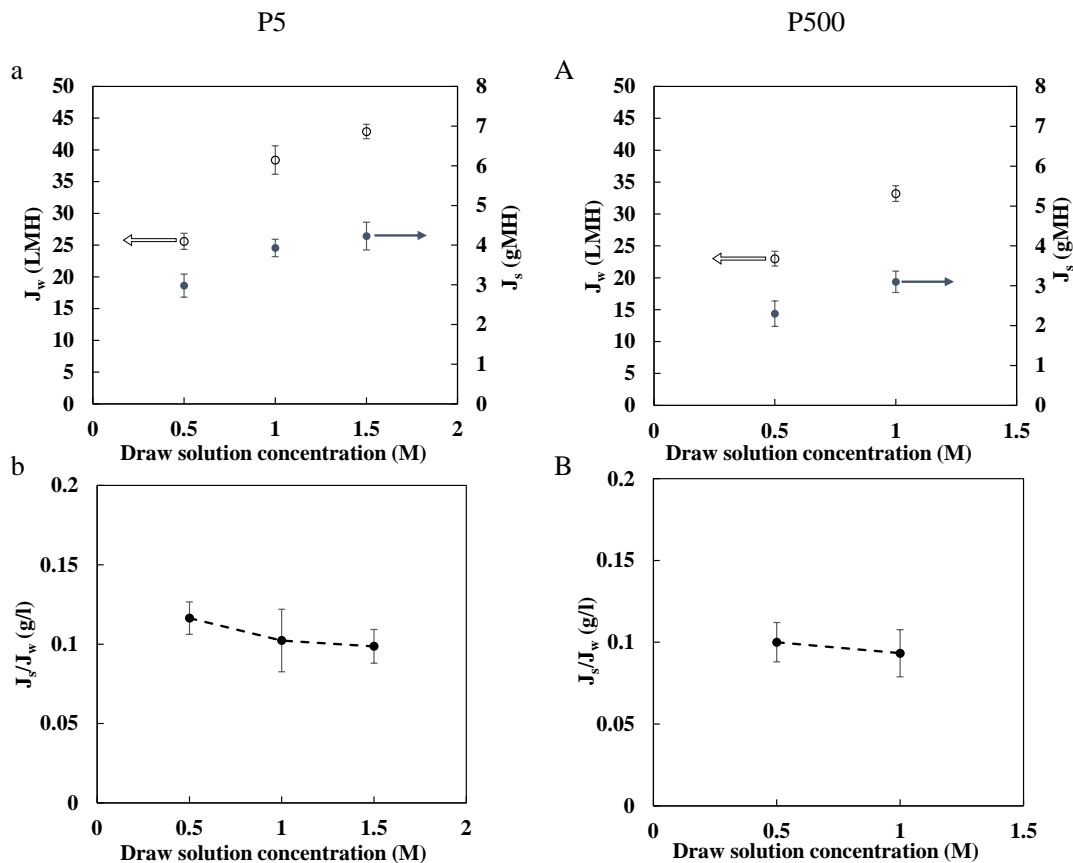 P5
P500
a
50
45
40
35
30
25
20
15
10
5
0
J_w (LMH)
8
7
6
5
4
3
2
1
0
J_s (gMH)
0 0.5 1 1.5 2
Draw solution concentration (M)
A
50
45
40
35
30
25
20
15
10
5
0
J_w (LMH)
8
7
6
5
4
3
2
1
0
J_s (gMH)
0 0.5 1 1.5
Draw solution concentration (M)
b
0.2
0.15
0.1
0.05
0
J_s/J_w (g/l)
0 0.5 1 1.5 2
Draw solution concentration (M)
B
0.2
0.15
0.1
0.05
0
J_s/J_w (g/l)
0 0.5 1 1.5
Draw solution concentration (M)